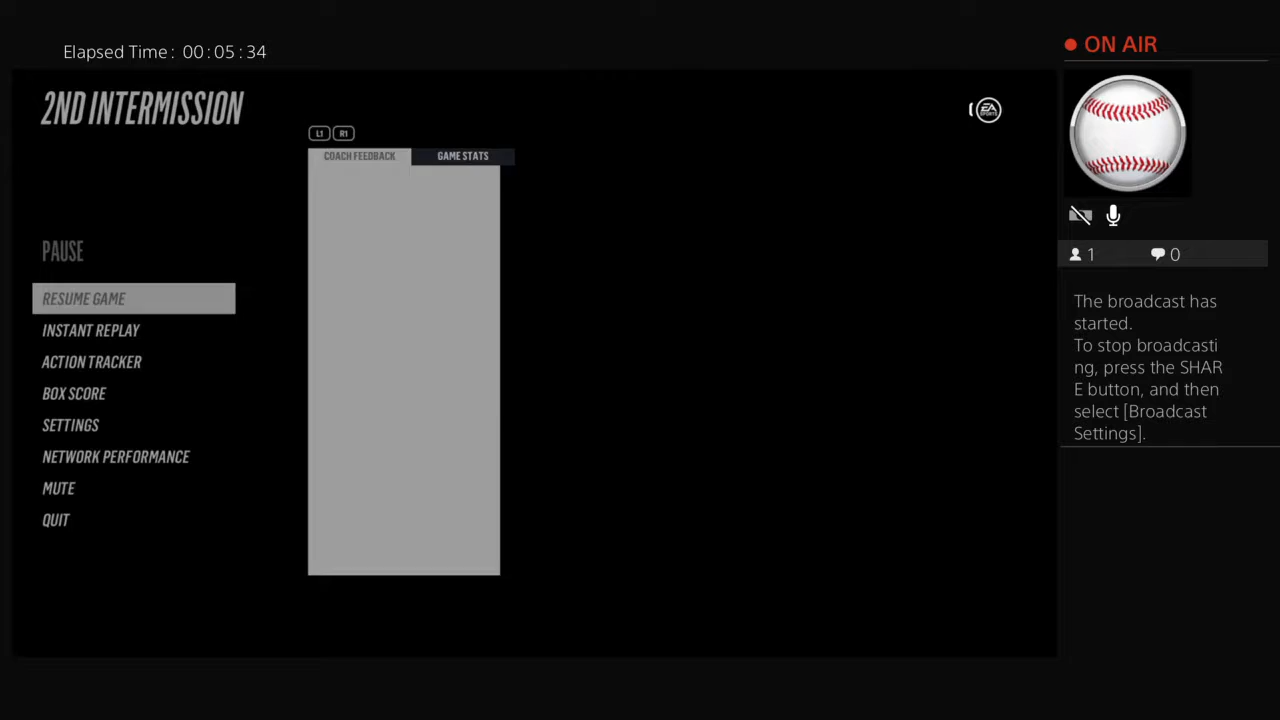 Elapsed Time: 00:05:34
ON AIR
2ND INTERMISSION
EA
SPORTS
L1 R1
COACH FEEDBACK GAME STATS
PAUSE
RESUME GAME
INSTANT REPLAY
ACTION TRACKER
BOX SCORE
SETTINGS
NETWORK PERFORMANCE
MUTE
QUIT
1 0
The broadcast has
started.
To stop broadcasti
ng, press the SHAR
E button, and then
select [Broadcast
Settings].